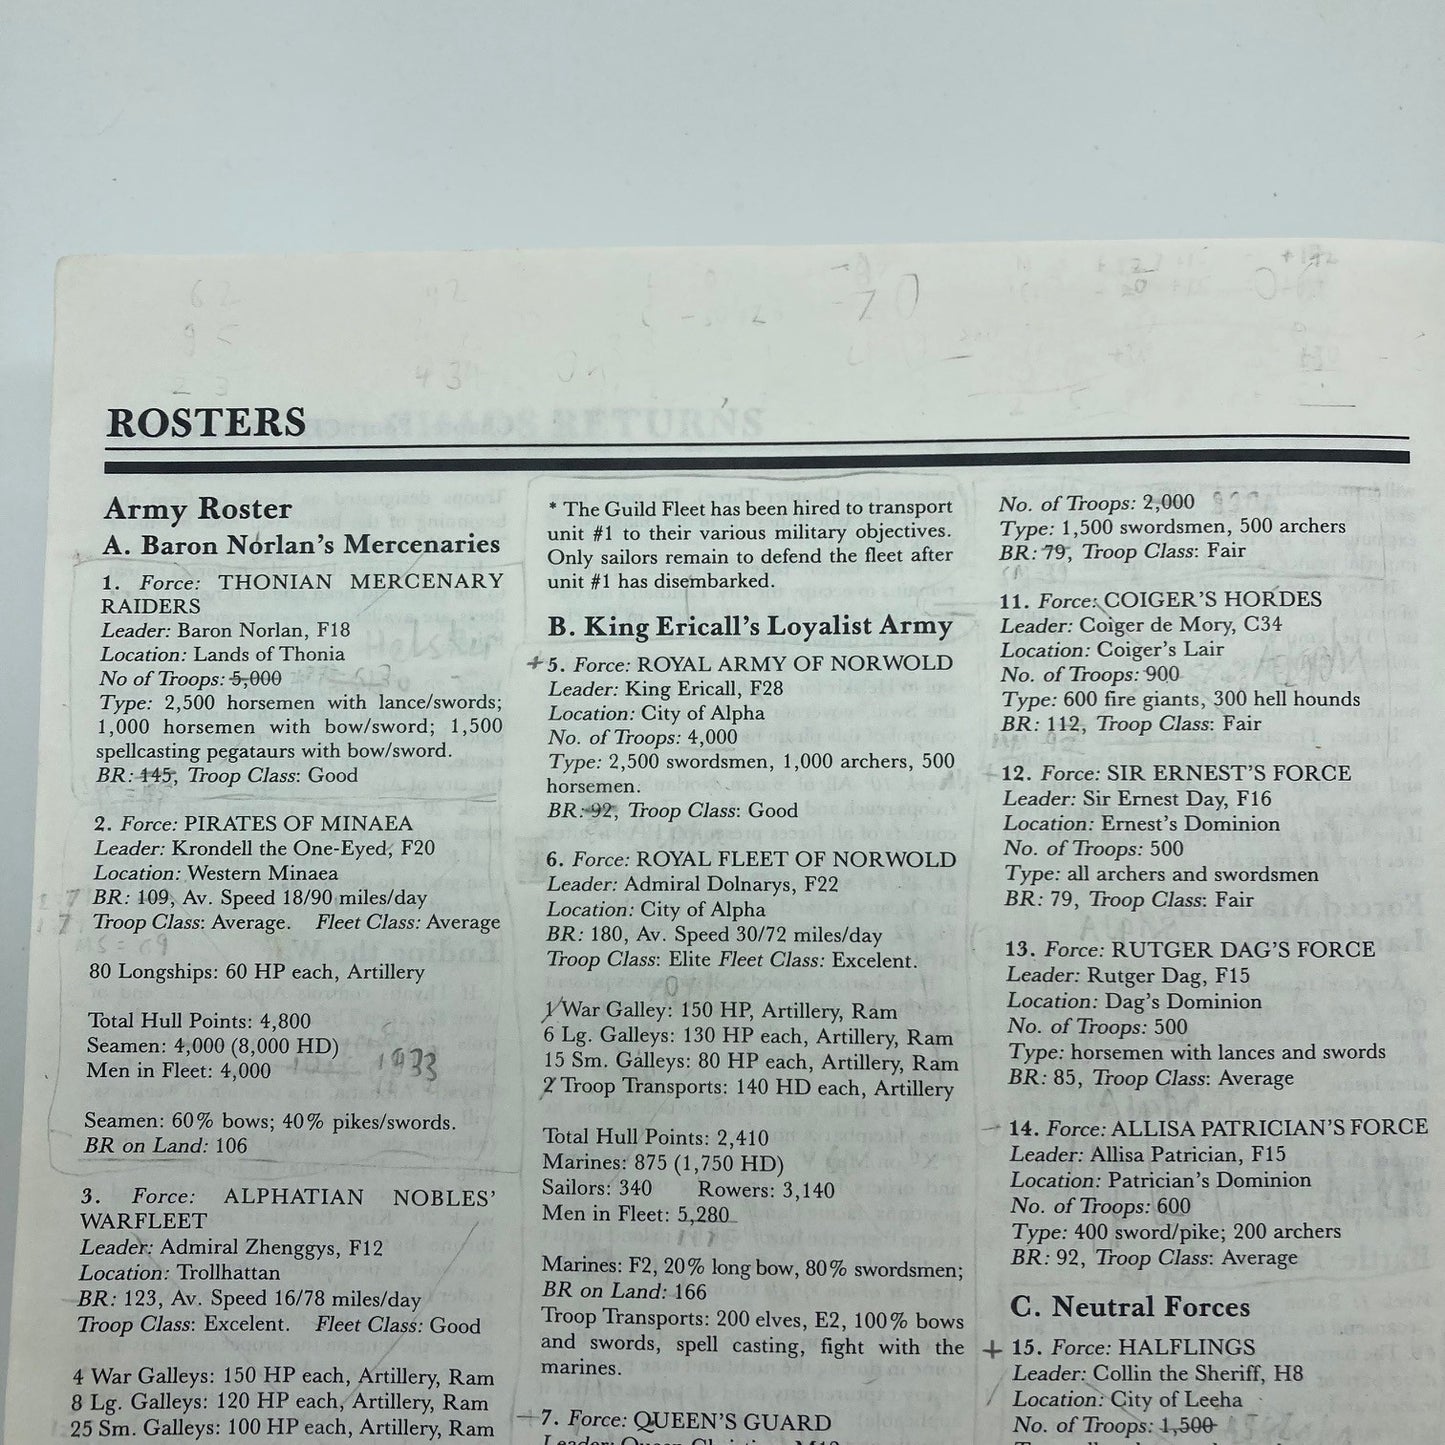 ROSTERS
Army Roster
A. Baron Norlan's Mercenaries
1. Force: THONIAN MERCENARY
RAIDERS
Leader: Baron Norlan, F18
Location: Lands of Thonia
No of Troops: 5,000
Type: 2,500 horsemen with lance/swords;
1,000 horsemen with bow/sword; 1,500
spellcasting pegataurs with bow/sword.
BR: 145, Troop Class: Good
2. Force: PIRATES OF MINAEA
Leader: Krondell the One-Eyed, F20
Location: Western Minaea
BR: 109, Av. Speed 18/90 miles/day
Troop Class: Average. Fleet Class: Average
80 Longships: 60 HP each, Artillery
Total Hull Points: 4,800
Seamen: 4,000 (8,000 HD)
Men in Fleet: 4,000
1933
Seamen: 60% bows; 40% pikes/swords.
BR on Land: 106
3. Force: ALPHATIAN NOBLES'
WARFLEET
Leader: Admiral Zhenggys, F12
Location: Trollhattan
BR: 123, Av. Speed 16/78 miles/day
Troop Class: Excelent. Fleet Class: Good
4 War Galleys: 150 HP each, Artillery, Ram
8 Lg. Galleys: 120 HP each, Artillery, Ram
25 Sm. Galleys: 100 HP each, Artillery, Ram
* The Guild Fleet has been hired to transport
unit #1 to their various military objectives.
Only sailors remain to defend the fleet after
unit #1 has disembarked.
B. King Ericall's Loyalist Army
+ 5. Force: ROYAL ARMY OF NORWOLD
Leader: King Ericall, F28
Location: City of Alpha
No. of Troops: 4,000
Type: 2,500 swordsmen, 1,000 archers, 500
horsemen.
BR: 92, Troop Class: Good
6. Force: ROYAL FLEET OF NORWOLD
Leader: Admiral Dolnarys, F22
Location: City of Alpha
BR: 180, Av. Speed 30/72 miles/day
Troop Class: Elite Fleet Class: Excelent.
0
1 War Galley: 150 HP, Artillery, Ram
6 Lg. Galleys: 130 HP each, Artillery, Ram
15 Sm. Galleys: 80 HP each, Artillery, Ram
2 Troop Transports: 140 HD each, Artillery
Total Hull Points: 2,410
Marines: 875 (1,750 HD)
Sailors: 340 Rowers: 3,140
Men in Fleet: 5,280
Marines: F2, 20% long bow, 80% swordsmen;
BR on Land: 166
Troop Transports: 200 elves, E2, 100% bows
and swords, spell casting, fight with the
marines.
7. Force: QUEEN'S GUARD
No. of Troops: 2,000
Type: 1,500 swordsmen, 500 archers
BR: 79, Troop Class: Fair
11. Force: COIGER'S HORDES
Leader: Coiger de Mory, C34
Location: Coiger's Lair
No. of Troops: 900
Type: 600 fire giants, 300 hell hounds
BR: 112, Troop Class: Fair
12. Force: SIR ERNEST'S FORCE
Leader: Sir Ernest Day, F16
Location: Ernest's Dominion
No. of Troops: 500
Type: all archers and swordsmen
BR: 79, Troop Class: Fair
13. Force: RUTGER DAG'S FORCE
Leader: Rutger Dag, F15
Location: Dag's Dominion
No. of Troops: 500
Type: horsemen with lances and swords
BR: 85, Troop Class: Average
14. Force: ALLISA PATRICIAN'S FORCE
Leader: Allisa Patrician, F15
Location: Patrician's Dominion
No. of Troops: 600
Type: 400 sword/pike; 200 archers
BR: 92, Troop Class: Average
C. Neutral Forces
+ 15. Force: HALFLINGS
Leader: Collin the Sheriff, H8
Location: City of Leeha
No. of Troops: 1,500